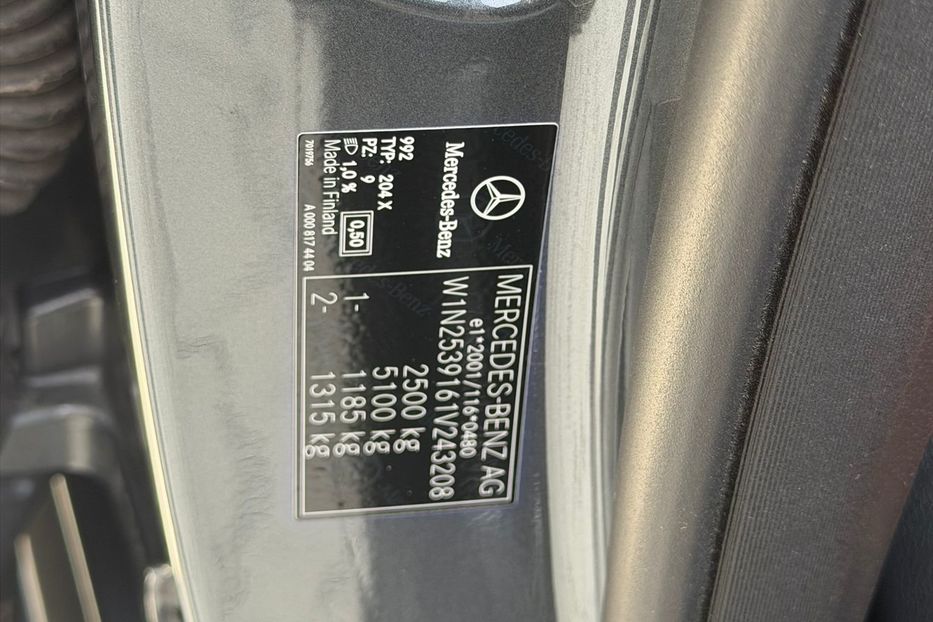 Mercedes-Benz
992
TYP: 204 X
PZ: 9
1,0 % 0,50
Made in Finland
7019756 A 000 817 44 04
MERCEDES-BENZ AG
e1*2001/116*0480
W1N2539161V243208
2500 kg
5100 kg
1- 1185 kg
2- 1315 kg